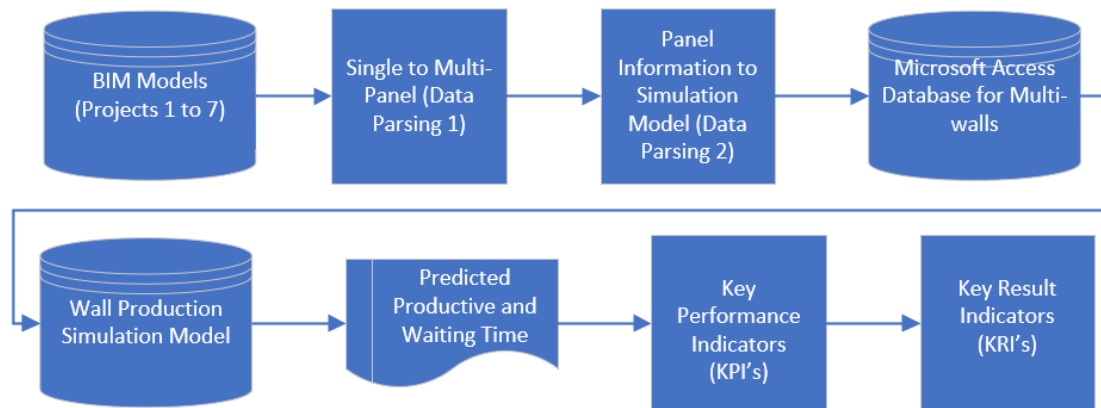 BIM Models
(Projects 1 to 7)
Single to Multi-
Panel (Data
Parsing 1)
Panel
Information to
Simulation
Model (Data
Parsing 2)
Microsoft Access
Database for Multi-
walls
Wall Production
Simulation Model
Predicted
Productive and
Waiting Time
Key
Performance
Indicators
(KPI's)
Key Result
Indicators
(KRI's)